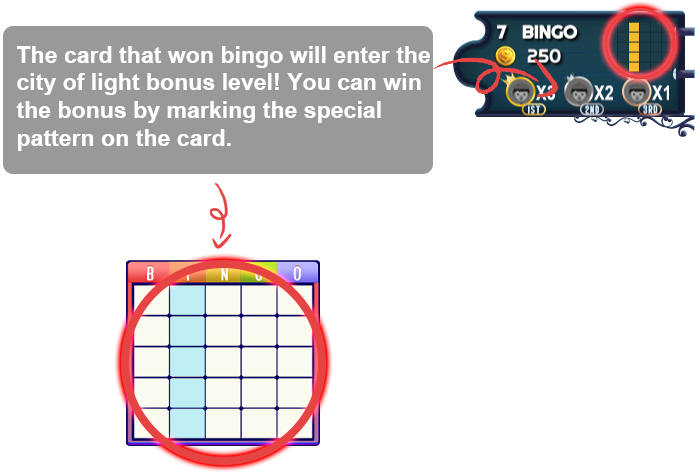 The card that won bingo will enter the
city of light bonus level! You can win
the bonus by marking the special
pattern on the card.
7 BINGO
250
X3 X2 X1
1ST 2ND 3RD
B I N G O